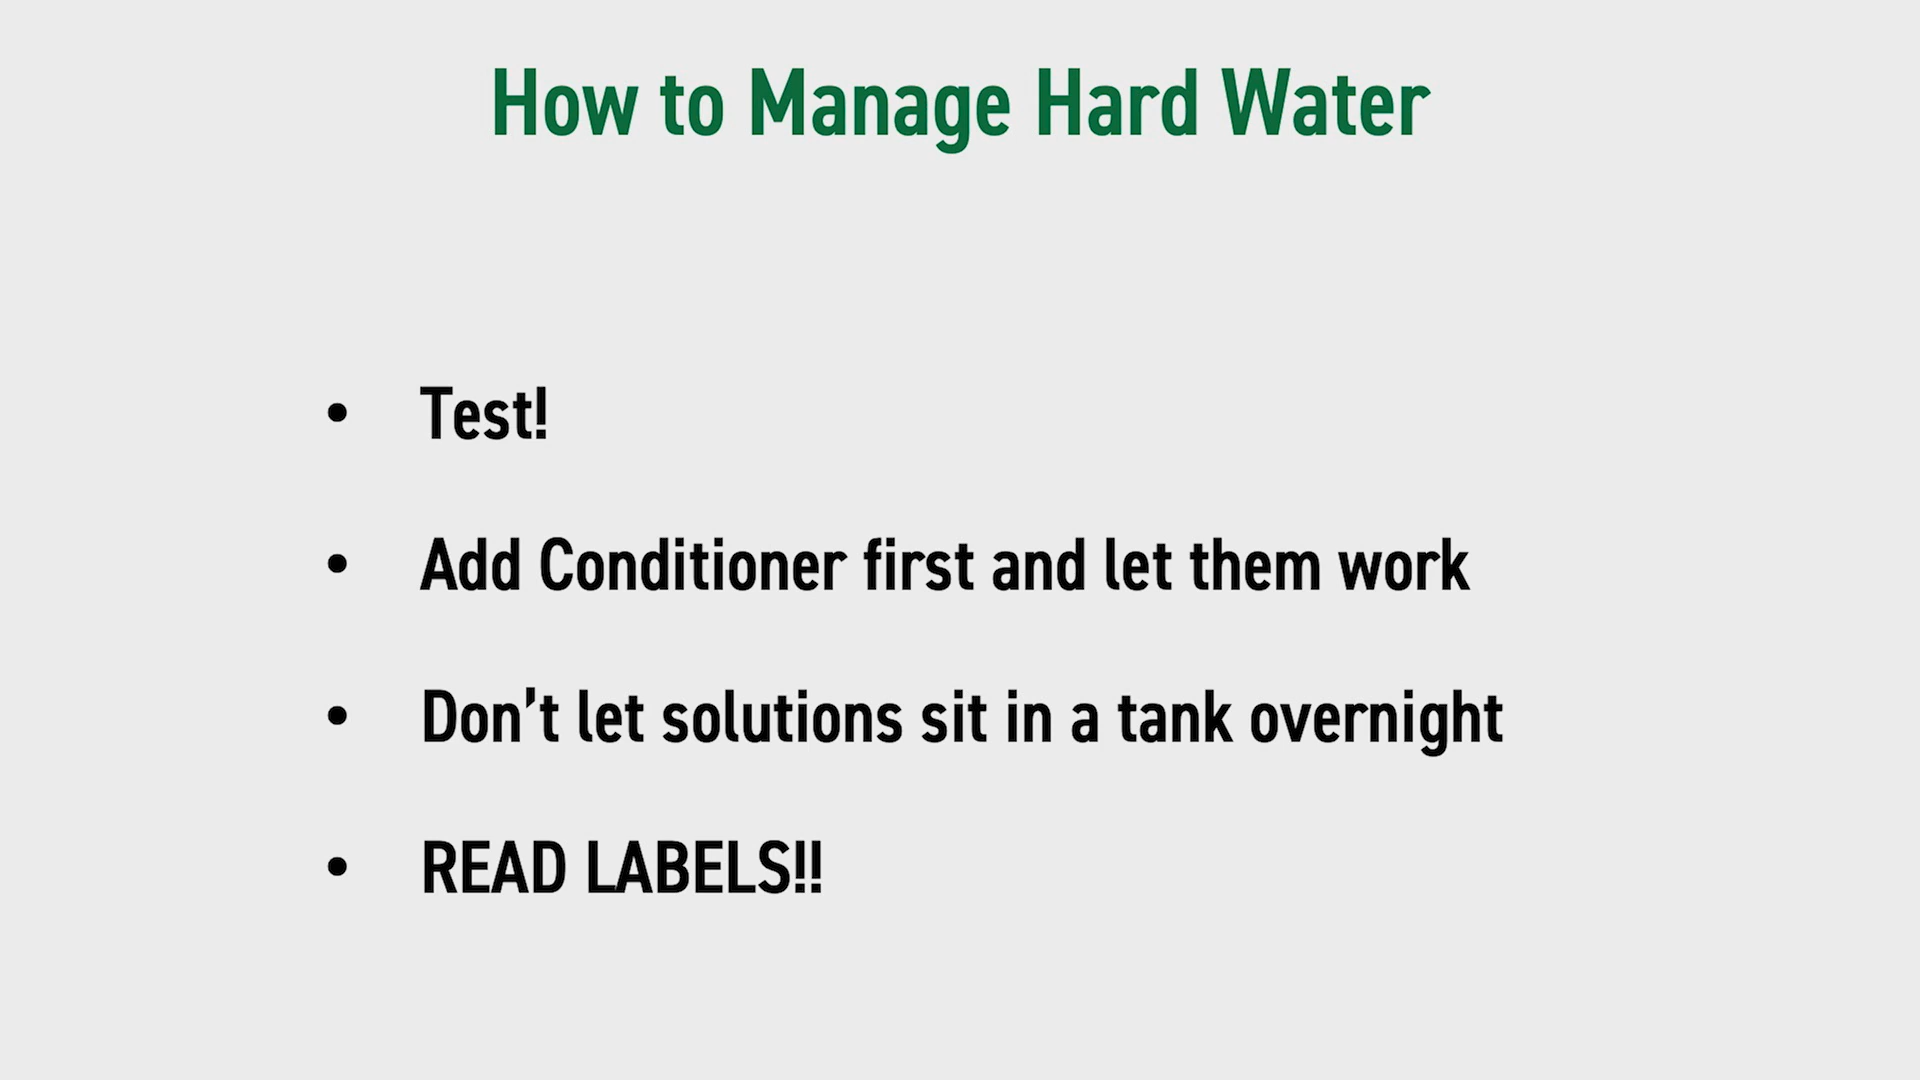 How to Manage Hard Water
• Test!
• Add Conditioner first and let them work
• Don’t let solutions sit in a tank overnight
• READ LABELS!!